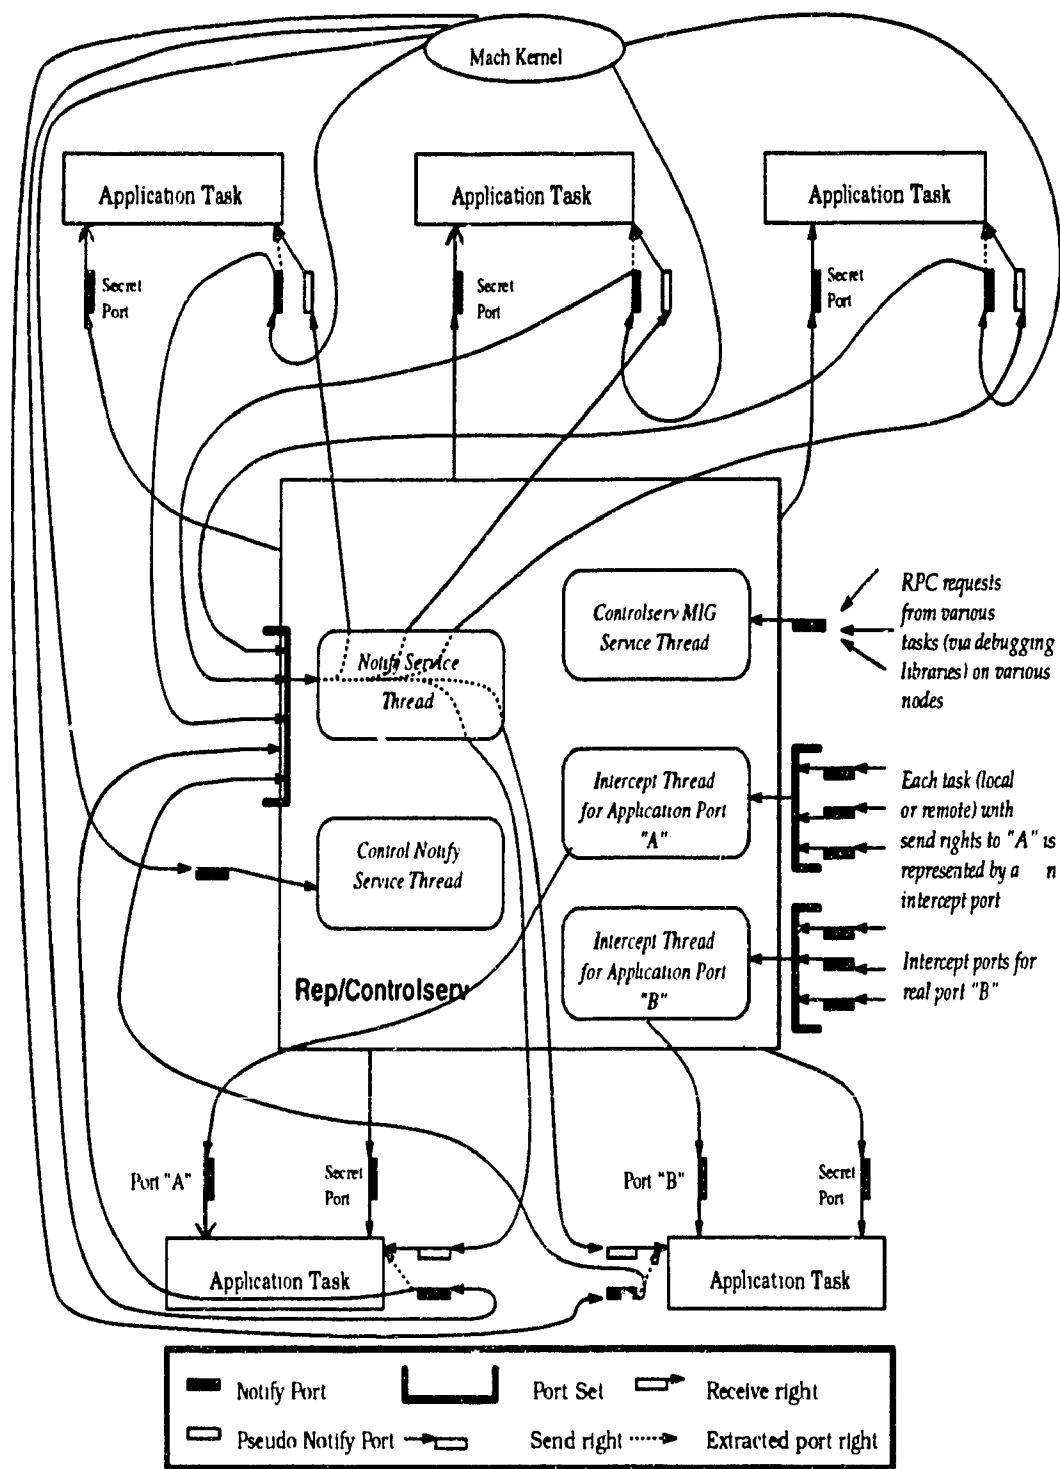 Mach Kernel
Application Task
Application Task
Application Task
Secret
Port
Secret
Port
Secret
Port
Controlserv MIG
Service Thread
RPC requests
from various
tasks (via debugging
libraries) on various
nodes
Notify Service
Thread
Intercept Thread
for Application Port
"A"
Each task (local
or remote) with
send rights to "A" is
represented by a n
intercept port
Control Notify
Service Thread
Intercept Thread
for Application Port
"B"
Intercept ports for
real port "B"
Rep/Controlserv
Port "A"
Secret
Port
Port "B"
Secret
Port
Application Task
Application Task
Notify Port
Port Set
Receive right
Pseudo Notify Port
Send right
Extracted port right